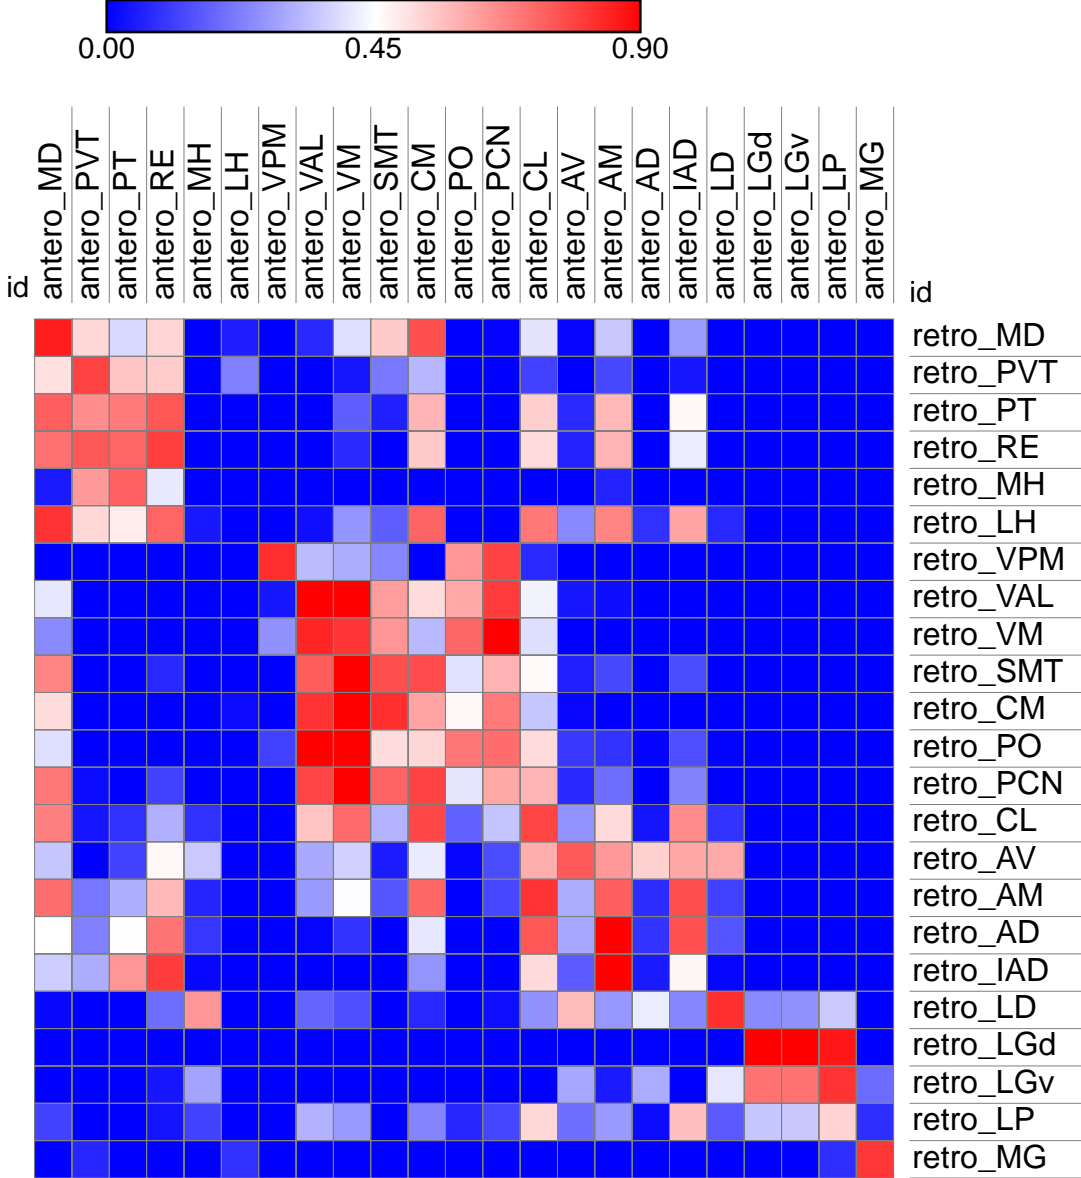 0.00 0.45 0.90
id antero_MD antero_PVT antero_PT antero_RE antero_MH antero_LH antero_VPM antero_VAL antero_VM antero_SMT antero_CM antero_PO antero_PCN antero_CL antero_AV antero_AM antero_AD antero_IAD antero_LD antero_LGd antero_LGv antero_LP antero_MG id
retro_MD
retro_PVT
retro_PT
retro_RE
retro_MH
retro_LH
retro_VPM
retro_VAL
retro_VM
retro_SMT
retro_CM
retro_PO
retro_PCN
retro_CL
retro_AV
retro_AM
retro_AD
retro_IAD
retro_LD
retro_LGd
retro_LGv
retro_LP
retro_MG